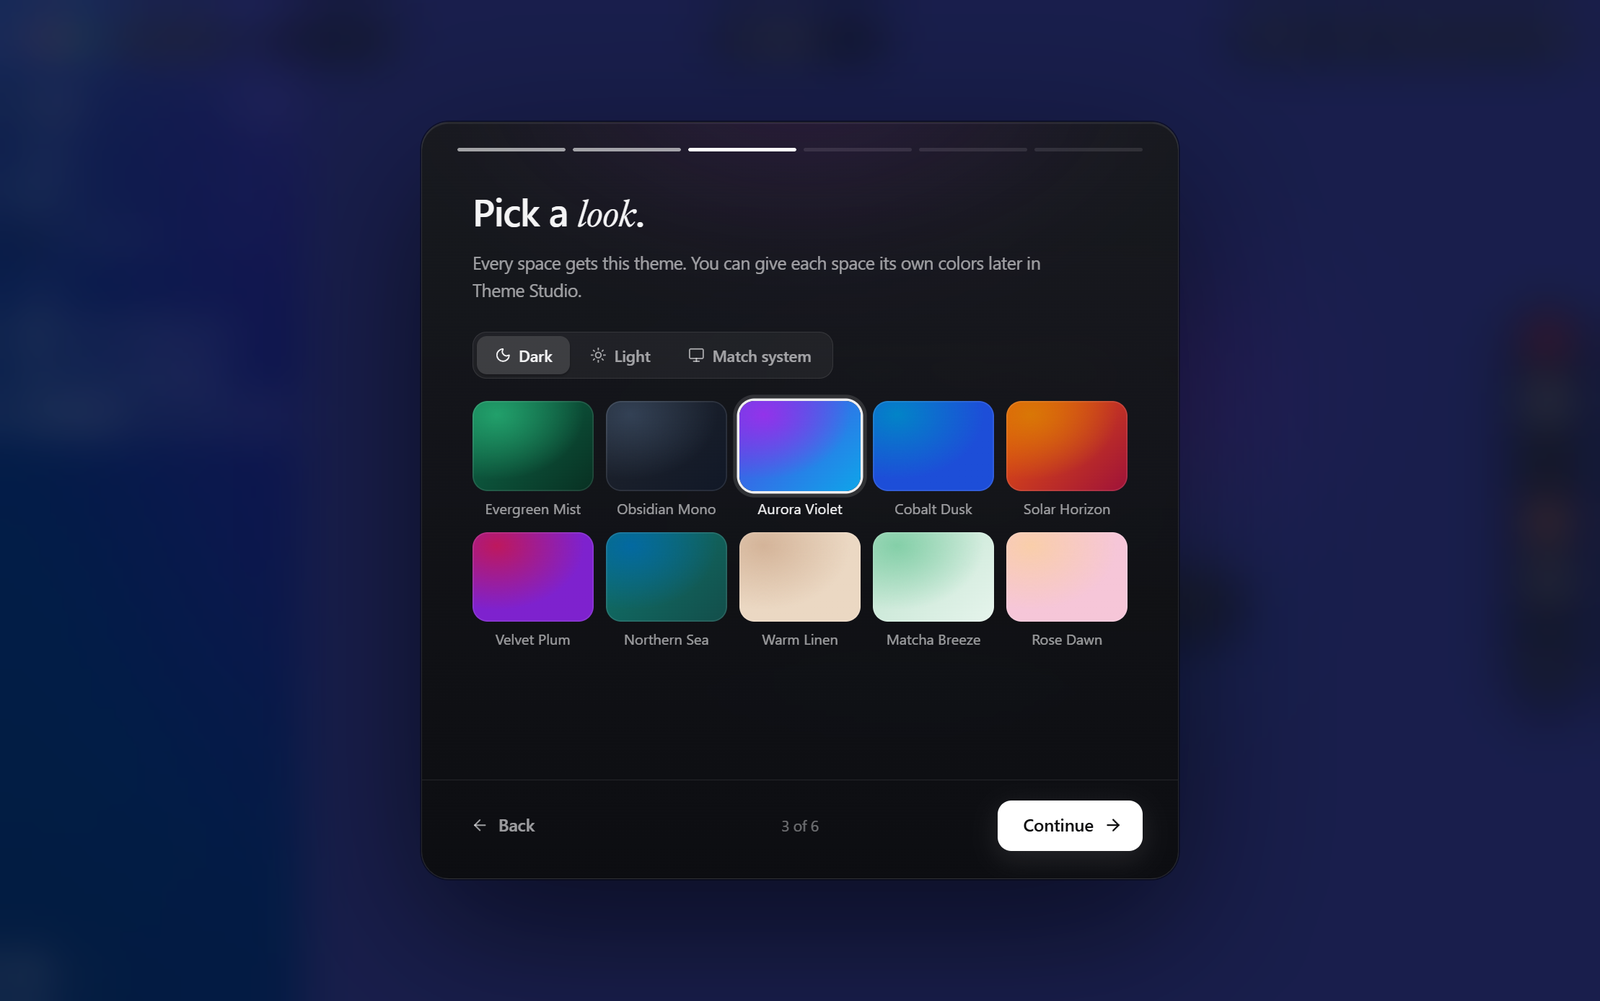 Pick a look.
Every space gets this theme. You can give each space its own colors later in
Theme Studio.
Dark
Light
Match system
Evergreen Mist
Obsidian Mono
Aurora Violet
Cobalt Dusk
Solar Horizon
Velvet Plum
Northern Sea
Warm Linen
Matcha Breeze
Rose Dawn
Back
3 of 6
Continue